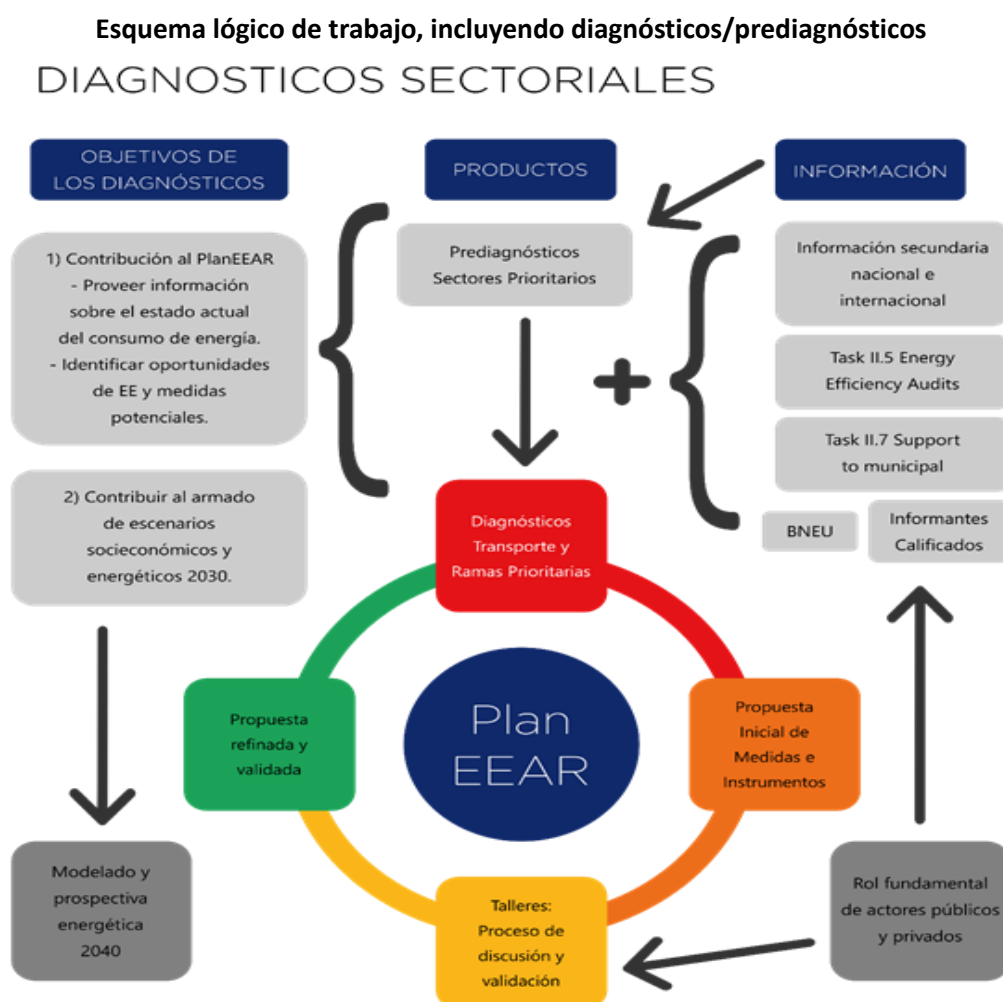 Esquema lógico de trabajo, incluyendo diagnósticos/prediagnósticos
DIAGNOSTICOS SECTORIALES
OBJETIVOS DE
LOS DIAGNÓSTICOS
1) Contribución al PlanEEAR
- Proveer información
sobre el estado actual
del consumo de energía.
- Identificar oportunidades
de EE y medidas
potenciales.
2) Contribuir al armado
de escenarios
socieconómicos y
energéticos 2030.
Modelado y
prospectiva
energética
2040
PRODUCTOS
Prediagnósticos
Sectores Prioritarios
+
Diagnósticos
Transporte y
Ramas Prioritarias
Propuesta
Inicial de
Medidas e
Instrumentos
Talleres:
Proceso de
discusión y
validación
Propuesta
refinada y
validada
Plan
EEAR
INFORMACIÓN
Información secundaria
nacional e
internacional
Task II.5 Energy
Efficiency Audits
Task II.7 Support
to municipal
BNEU
Informantes
Calificados
Rol fundamental
de actores públicos
y privados